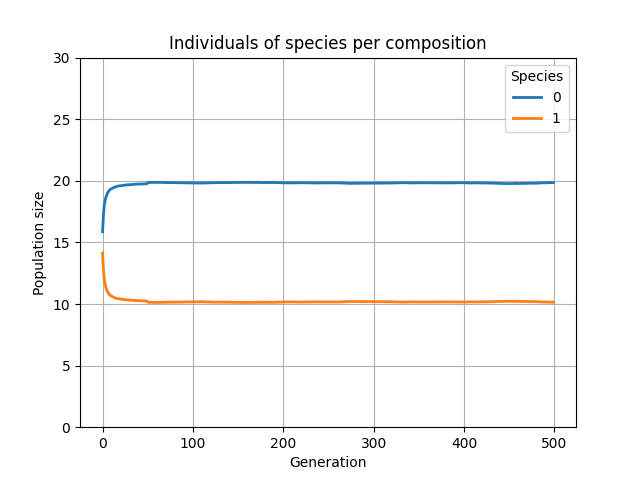 Individuals of species per composition
30
25
20
15
10
5
0
Population size
0 100 200 300 400 500
Generation
Species
0
1